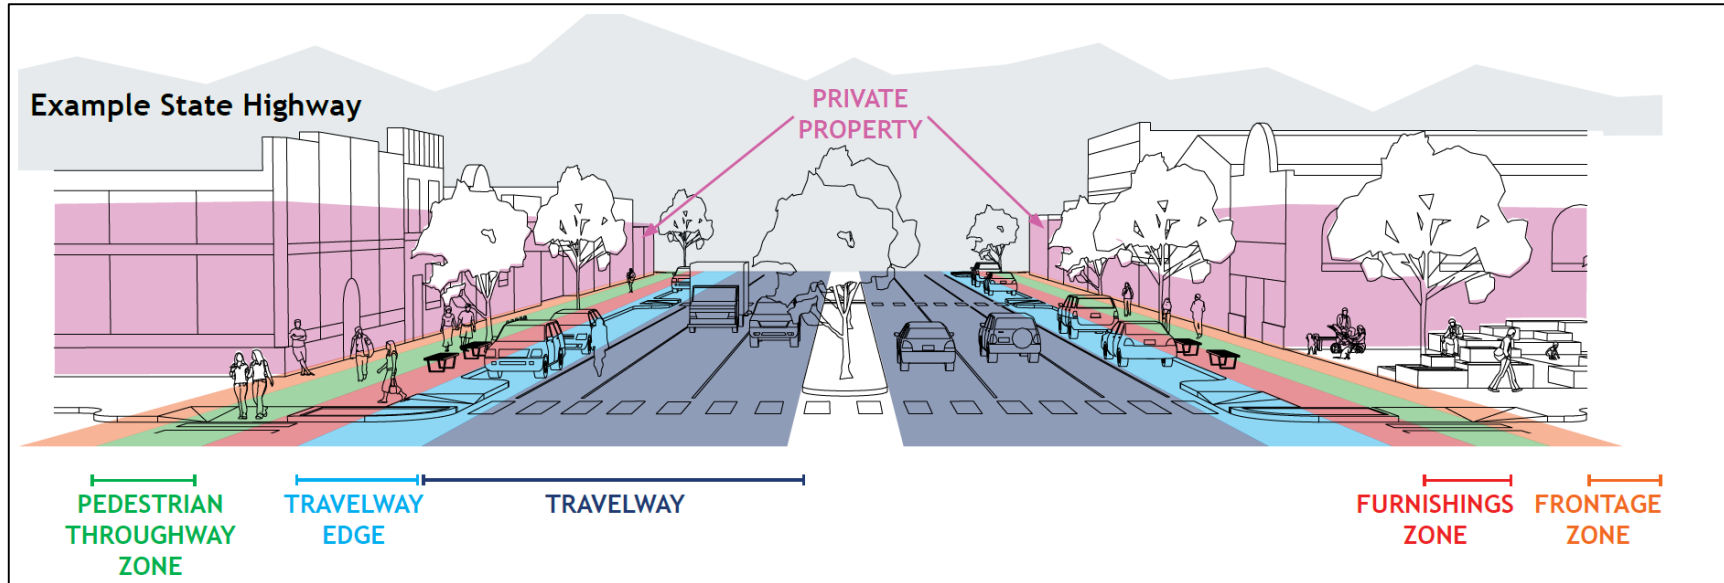 Example State Highway
PRIVATE
PROPERTY
PEDESTRIAN
THROUGHWAY
ZONE
TRAVELWAY
EDGE
TRAVELWAY
FURNISHINGS
ZONE
FRONTAGE
ZONE